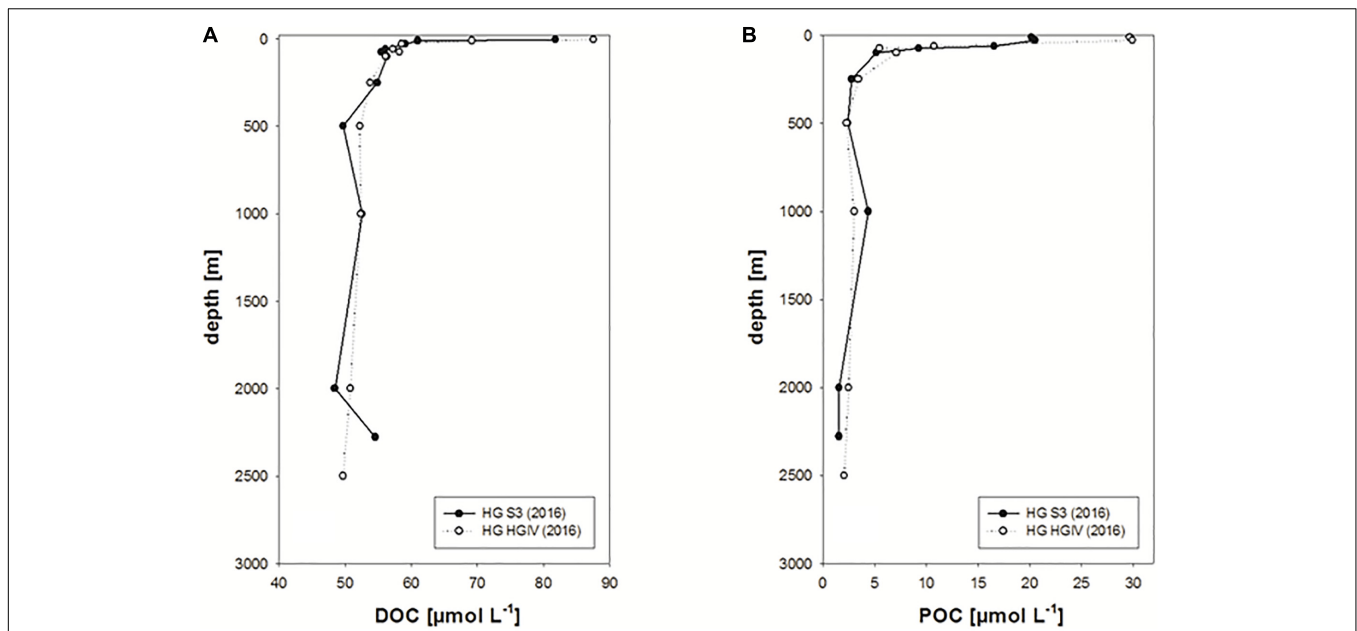 A
B
0
500
1000
1500
2000
2500
3000
depth [m]
40 50 60 70 80 90
DOC [µmol L⁻¹]
HG S3 (2016)
HG HGIV (2016)
0
500
1000
1500
2000
2500
3000
depth [m]
0 5 10 15 20 25 30
POC [µmol L⁻¹]
HG S3 (2016)
HG HGIV (2016)